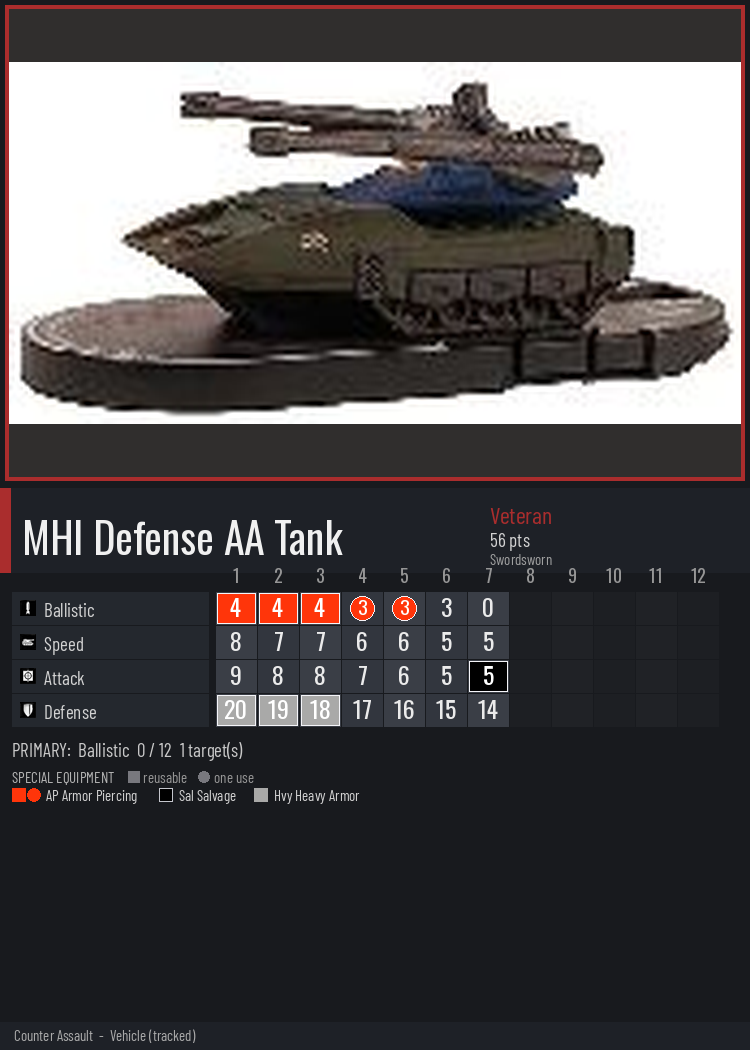 MHI Defense AA Tank
Veteran
56 pts
Swordsworn
1 2 3 4 5 6 7 8 9 10 11 12
Ballistic 4 4 4 3 3 3 0
Speed 8 7 7 6 6 5 5
Attack 9 8 8 7 6 5 5
Defense 20 19 18 17 16 15 14
PRIMARY: Ballistic 0 / 12 1 target(s)
SPECIAL EQUIPMENT reusable one use
AP Armor Piercing Sal Salvage Hvy Heavy Armor
Counter Assault - Vehicle (tracked)